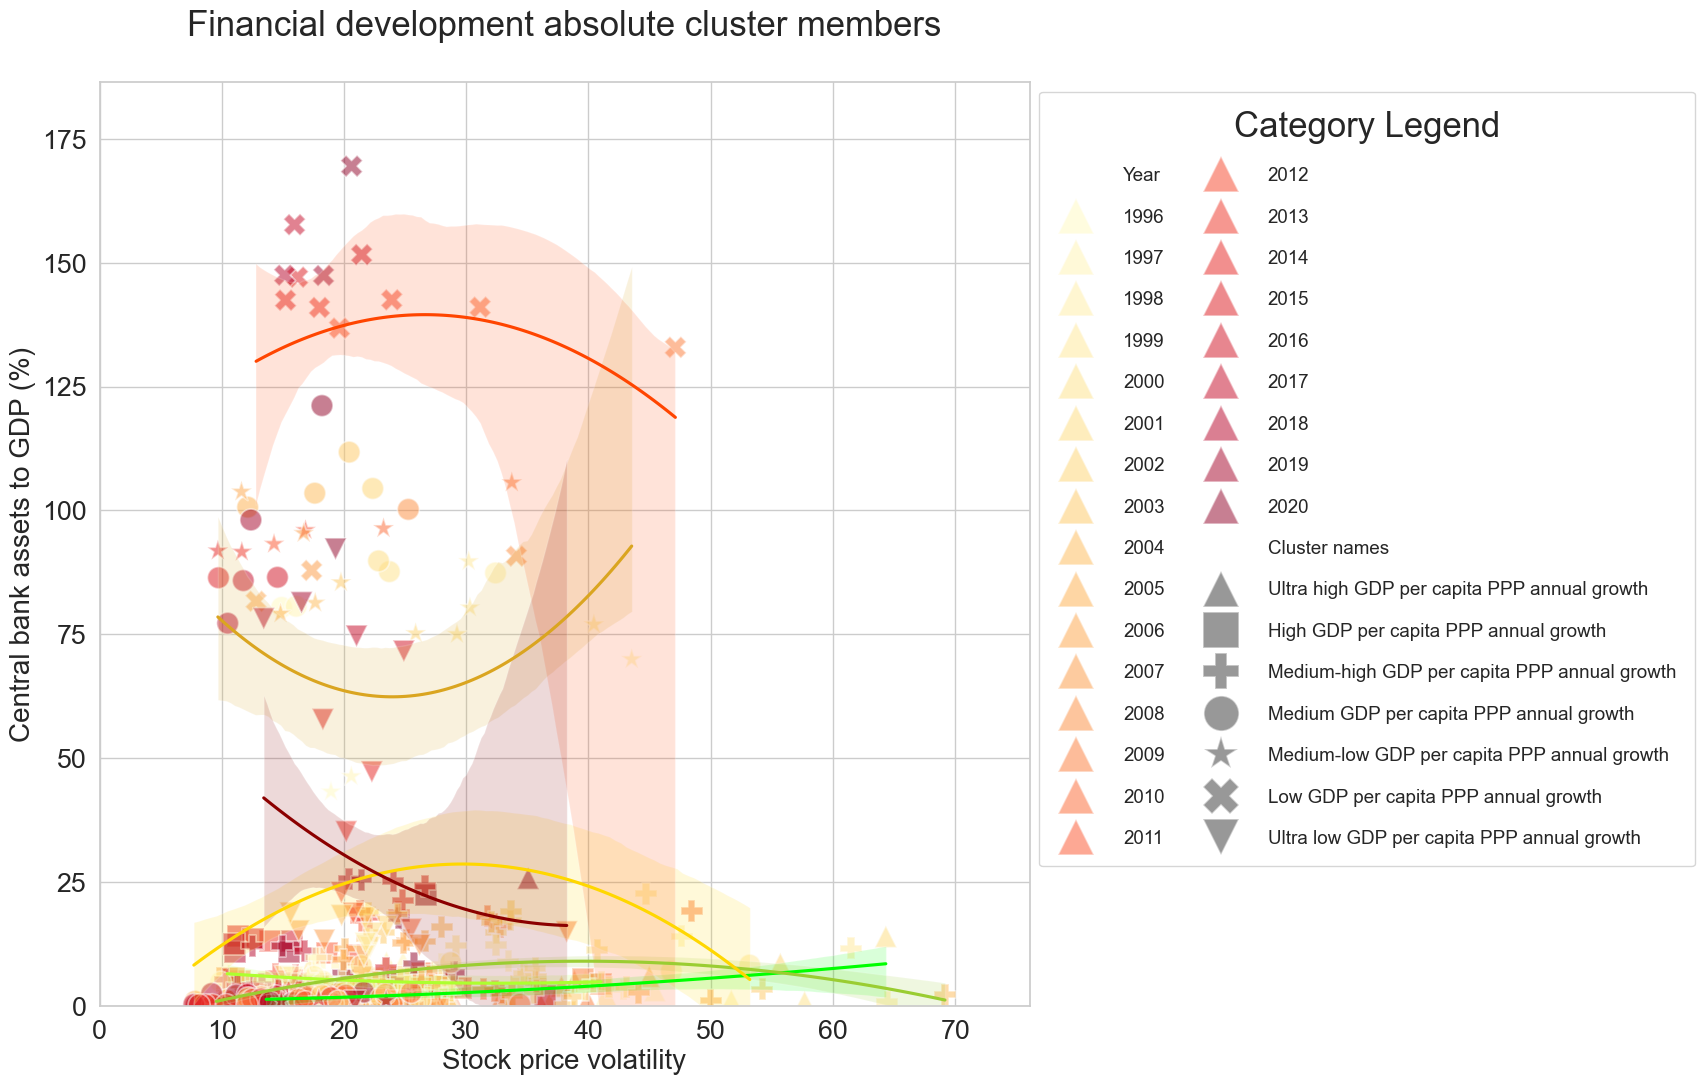 Financial development absolute cluster members
Central bank assets to GDP (%)
175
150
125
100
75
50
25
0
0 10 20 30 40 50 60 70
Stock price volatility
Category Legend
Year
1996
1997
1998
1999
2000
2001
2002
2003
2004
2005
2006
2007
2008
2009
2010
2011
2012
2013
2014
2015
2016
2017
2018
2019
2020
Cluster names
Ultra high GDP per capita PPP annual growth
High GDP per capita PPP annual growth
Medium-high GDP per capita PPP annual growth
Medium GDP per capita PPP annual growth
Medium-low GDP per capita PPP annual growth
Low GDP per capita PPP annual growth
Ultra low GDP per capita PPP annual growth